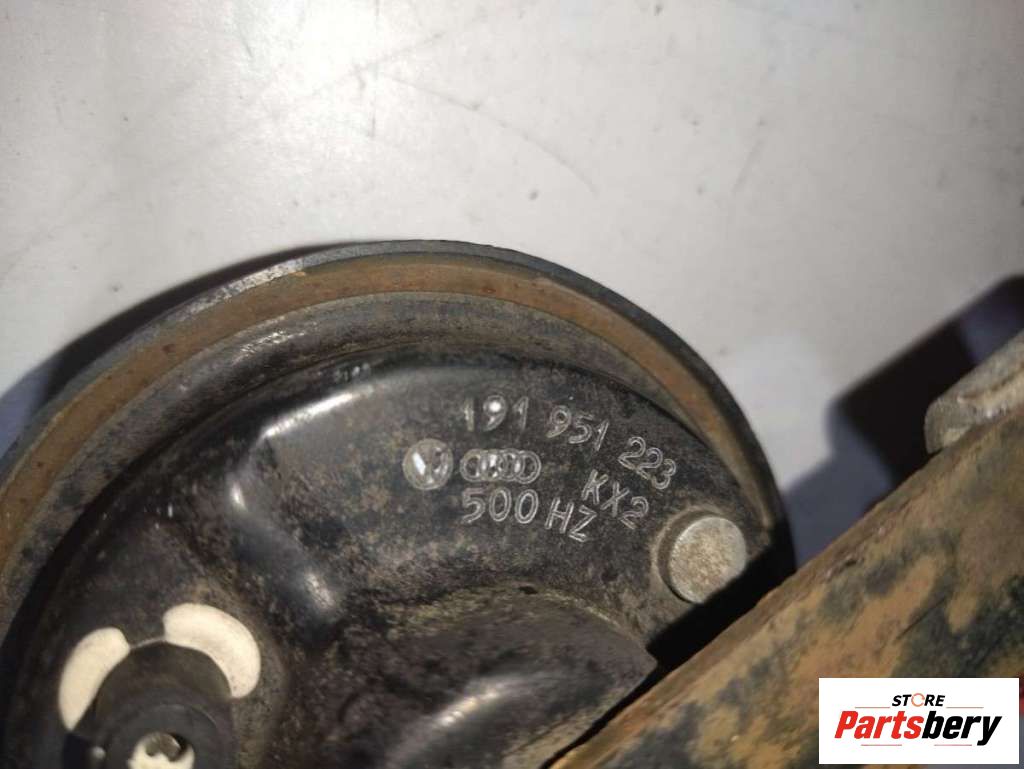 191 951 223
KX2
500 HZ
STORE
Partsbery